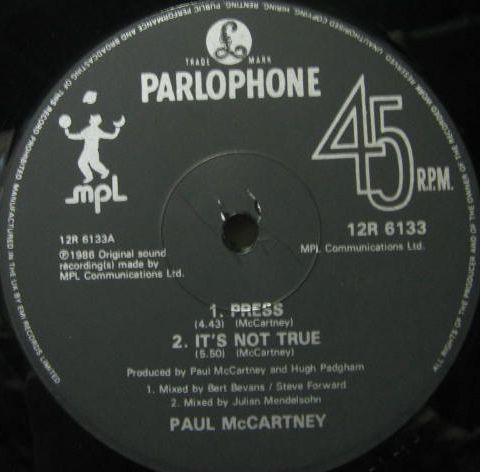 MANUFACTURED IN THE UK BY EMI RECORDS LIMITED
ALL RIGHTS OF THE PRODUCER AND OF THE OWNER OF THE RECORDED WORK RESERVED UNAUTHORISED COPYING HIRING, RENTING, PUBLIC PERFORMANCE AND BROADCASTING OF THIS RECORD PROHIBITED
£
TRADE MARK
PARLOPHONE
45
R.P.M.
mpl
12R 6133
MPL Communications Ltd.
12R 6133A
℗1986 Original sound
recording(s) made by
MPL Communications Ltd.
1. PRESS
(4.43) (McCartney)
2. IT'S NOT TRUE
(5.50) (McCartney)
Produced by Paul McCartney and Hugh Padgham
1. Mixed by Bert Bevans / Steve Forward
2. Mixed by Julian Mendelsohn
PAUL McCARTNEY